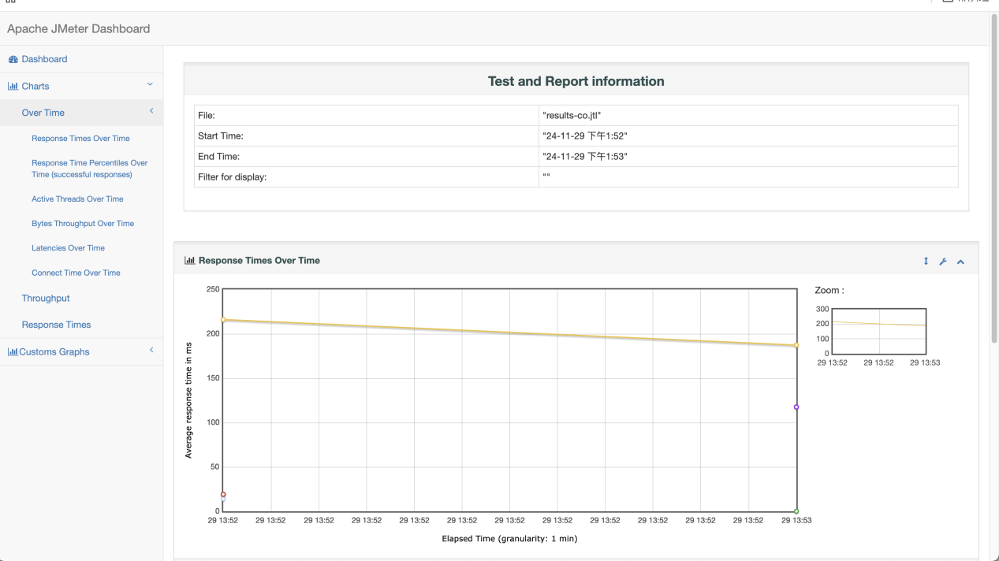 Apache JMeter Dashboard
Dashboard
Charts
Over Time
Response Times Over Time
Response Time Percentiles Over
Time (successful responses)
Active Threads Over Time
Bytes Throughput Over Time
Latencies Over Time
Connect Time Over Time
Throughput
Response Times
Customs Graphs
Test and Report information
File: "results-co.jtl"
Start Time: "24-11-29 下午1:52"
End Time: "24-11-29 下午1:53"
Filter for display: ""
Response Times Over Time
250
200
150
100
50
0
Average response time in ms
29 13:52 29 13:52 29 13:52 29 13:52 29 13:52 29 13:52 29 13:52 29 13:52 29 13:52 29 13:52 29 13:52 29 13:52 29 13:53
Elapsed Time (granularity: 1 min)
Zoom :
300
200
100
0
29 13:52 29 13:52 29 13:53